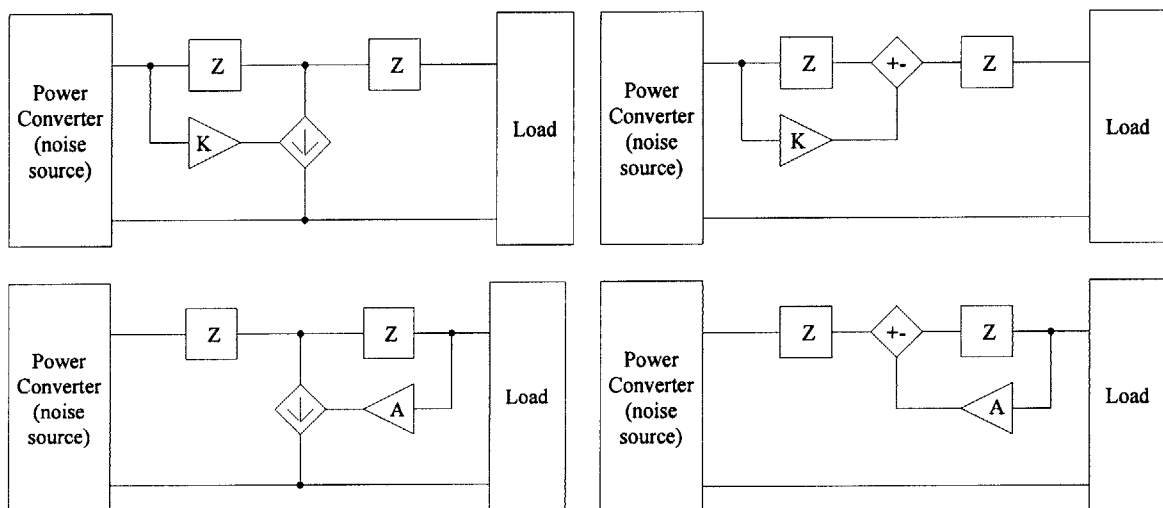 Power
Converter
(noise
source)
Z
Z
K
Load
Power
Converter
(noise
source)
Z
+-
Z
K
Load
Power
Converter
(noise
source)
Z
Z
A
Load
Power
Converter
(noise
source)
Z
+-
Z
A
Load